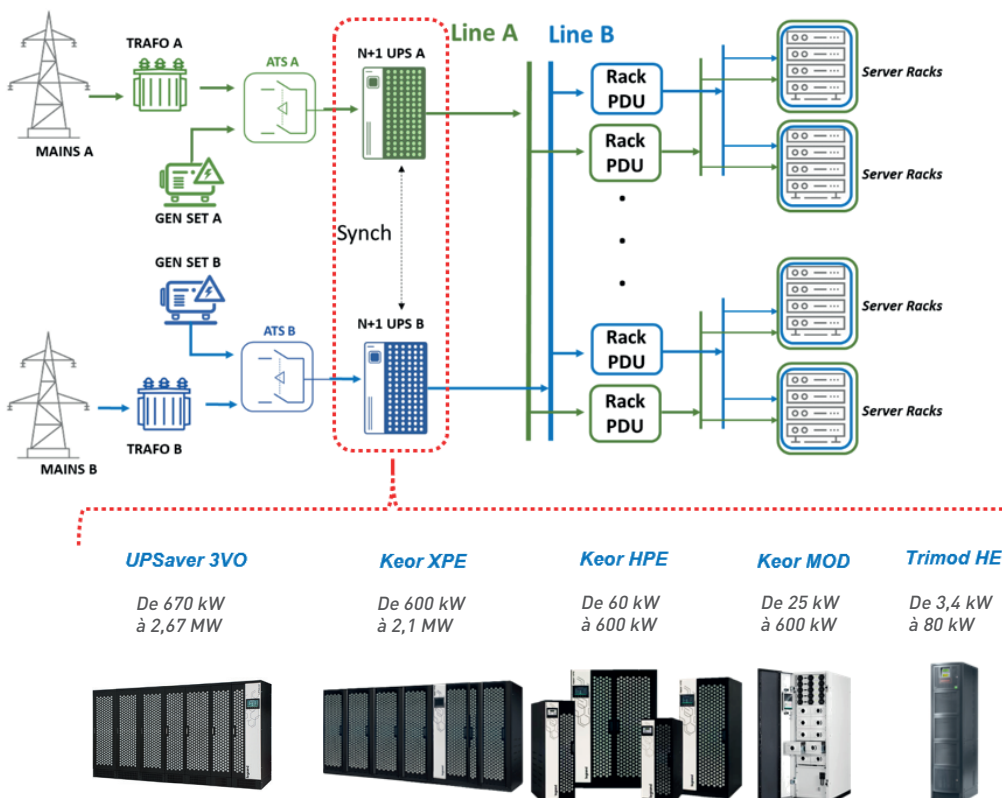 TRAFO A
ATS A
N+1 UPS A
Line A
Line B
MAINS A
GEN SET A
Synch
GEN SET B
ATS B
N+1 UPS B
TRAFO B
MAINS B
Rack
PDU
Rack
PDU
Rack
PDU
Rack
PDU
Server Racks
Server Racks
Server Racks
Server Racks
UPSaver 3VO
De 670 kW
à 2,67 MW
Keor XPE
De 600 kW
à 2,1 MW
Keor HPE
De 60 kW
à 600 kW
Keor MOD
De 25 kW
à 600 kW
Trimod HE
De 3,4 kW
à 80 kW